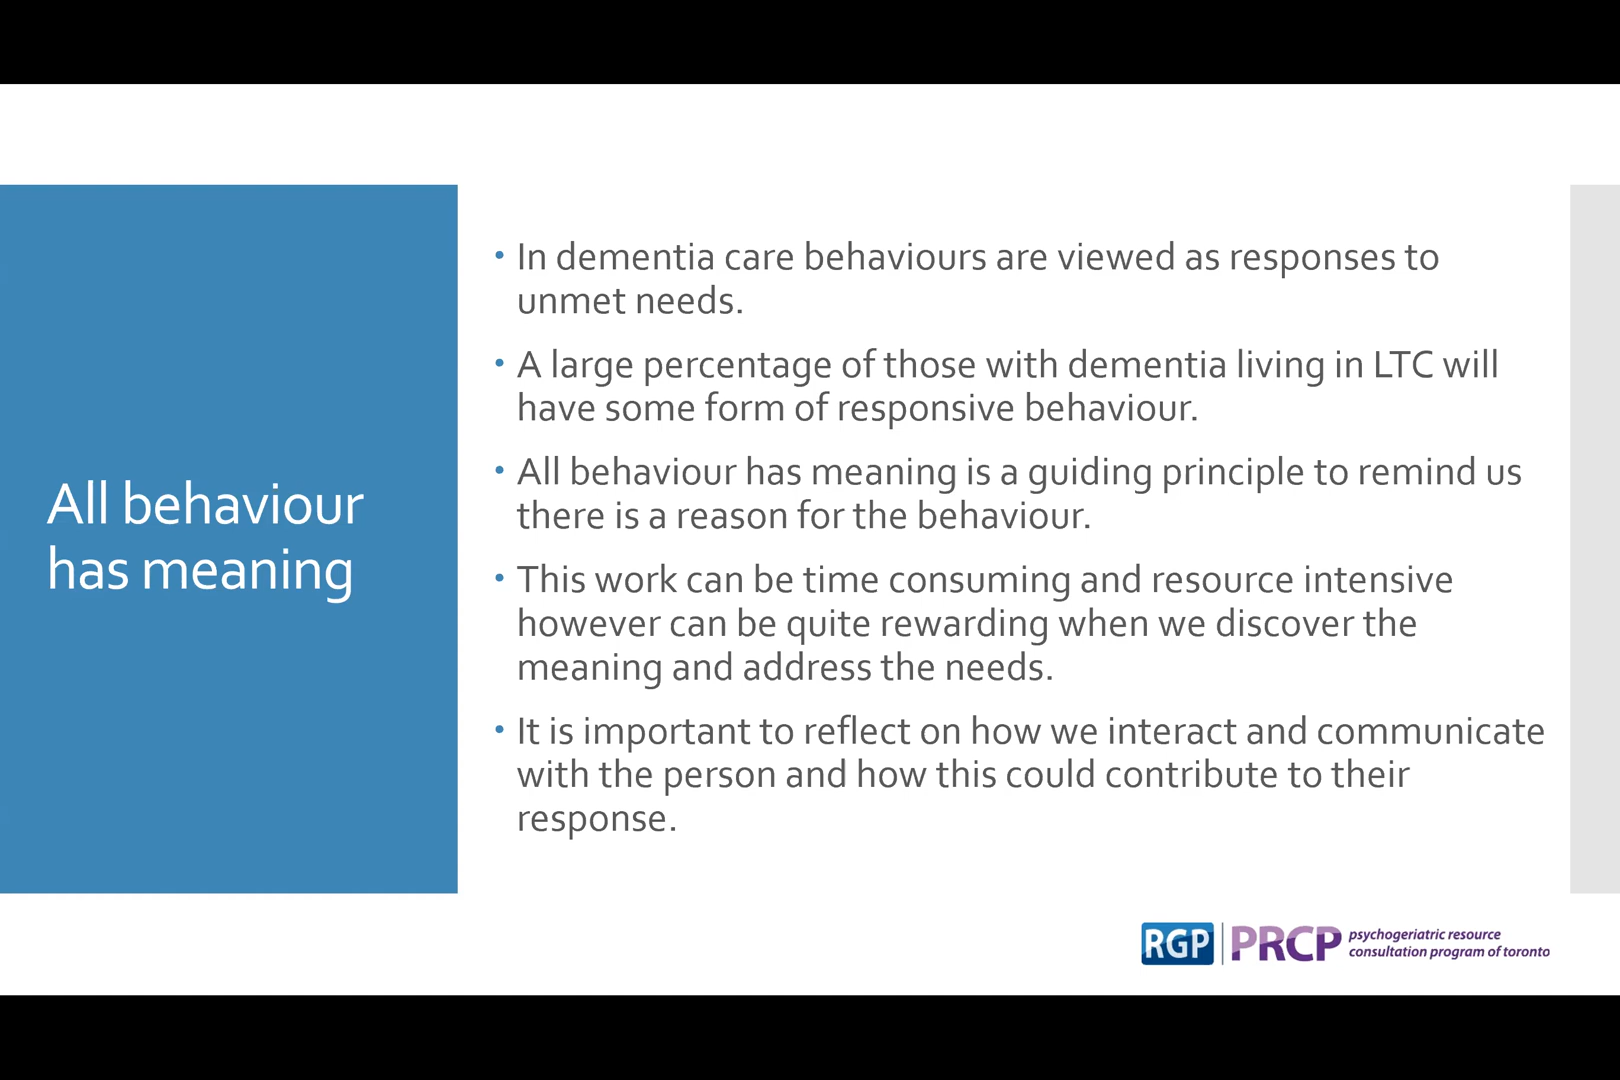 All behaviour
has meaning
• In dementia care behaviours are viewed as responses to
unmet needs.
• A large percentage of those with dementia living in LTC will
have some form of responsive behaviour.
• All behaviour has meaning is a guiding principle to remind us
there is a reason for the behaviour.
• This work can be time consuming and resource intensive
however can be quite rewarding when we discover the
meaning and address the needs.
• It is important to reflect on how we interact and communicate
with the person and how this could contribute to their
response.
RGP PRCP psychogeriatric resource
consultation program of toronto